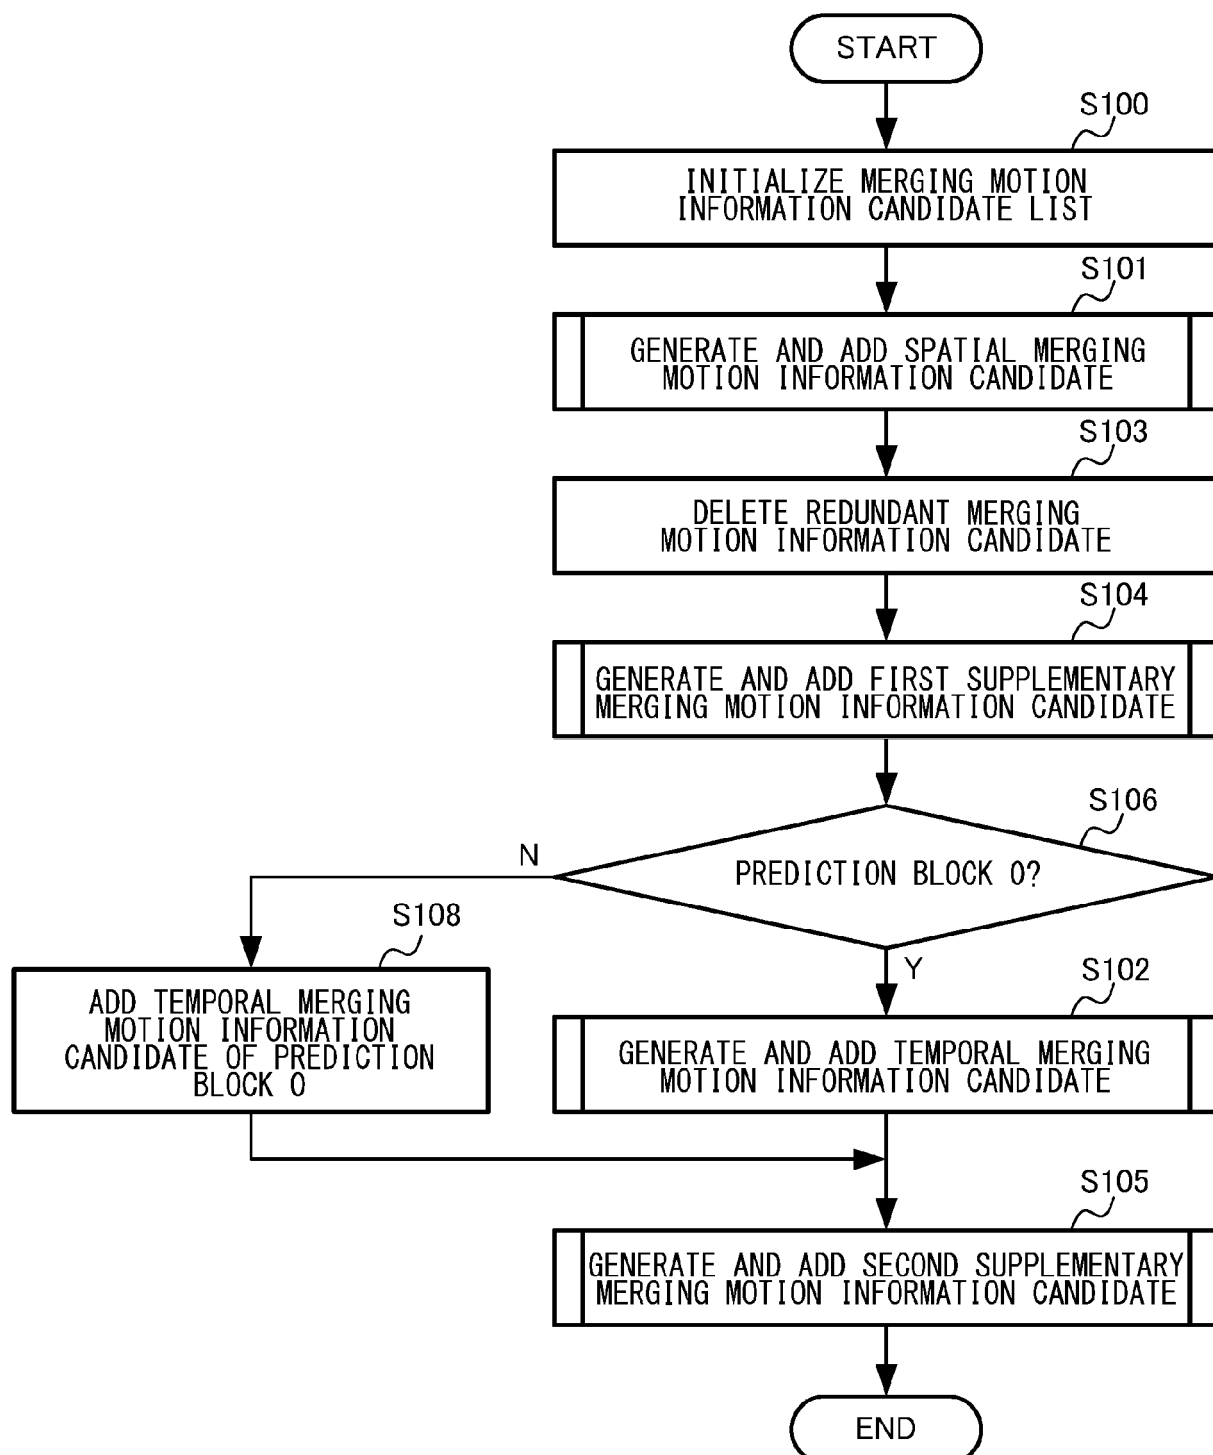 START
S100
INITIALIZE MERGING MOTION
INFORMATION CANDIDATE LIST
S101
GENERATE AND ADD SPATIAL MERGING
MOTION INFORMATION CANDIDATE
S103
DELETE REDUNDANT MERGING
MOTION INFORMATION CANDIDATE
S104
GENERATE AND ADD FIRST SUPPLEMENTARY
MERGING MOTION INFORMATION CANDIDATE
S106
PREDICTION BLOCK 0?
N
S108
ADD TEMPORAL MERGING
MOTION INFORMATION
CANDIDATE OF PREDICTION
BLOCK 0
Y
S102
GENERATE AND ADD TEMPORAL MERGING
MOTION INFORMATION CANDIDATE
S105
GENERATE AND ADD SECOND SUPPLEMENTARY
MERGING MOTION INFORMATION CANDIDATE
END